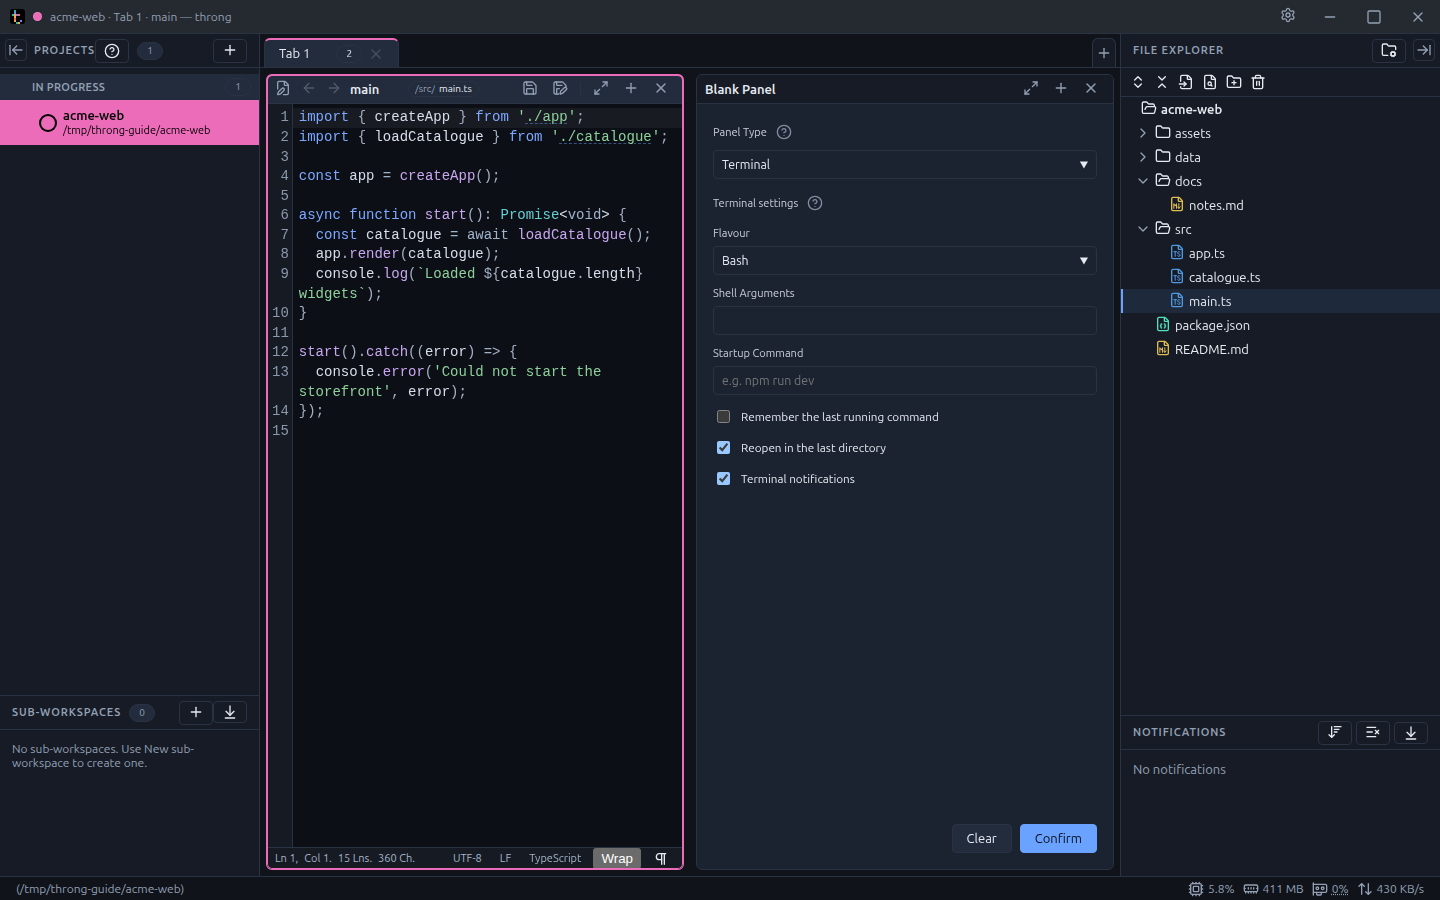 acme-web · Tab 1 · main — throng
PROJECTS
1
Tab 1
2
FILE EXPLORER
IN PROGRESS
1
acme-web
/tmp/throng-guide/acme-web
main
/src/ main.ts
1 import { createApp } from './app';
2 import { loadCatalogue } from './catalogue';
3
4 const app = createApp();
5
6 async function start(): Promise<void> {
7 const catalogue = await loadCatalogue();
8 app.render(catalogue);
9 console.log(`Loaded ${catalogue.length}
widgets`);
10 }
11
12 start().catch((error) => {
13 console.error('Could not start the
storefront', error);
14 });
15
Ln 1, Col 1. 15 Lns. 360 Ch.
UTF-8
LF
TypeScript
Wrap
¶
Blank Panel
Panel Type
Terminal
Terminal settings
Flavour
Bash
Shell Arguments
Startup Command
e.g. npm run dev
Remember the last running command
Reopen in the last directory
Terminal notifications
Clear
Confirm
acme-web
assets
data
docs
notes.md
src
app.ts
catalogue.ts
main.ts
package.json
README.md
SUB-WORKSPACES
0
No sub-workspaces. Use New sub-
workspace to create one.
NOTIFICATIONS
No notifications
(/tmp/throng-guide/acme-web)
5.8%
411 MB
0%
430 KB/s